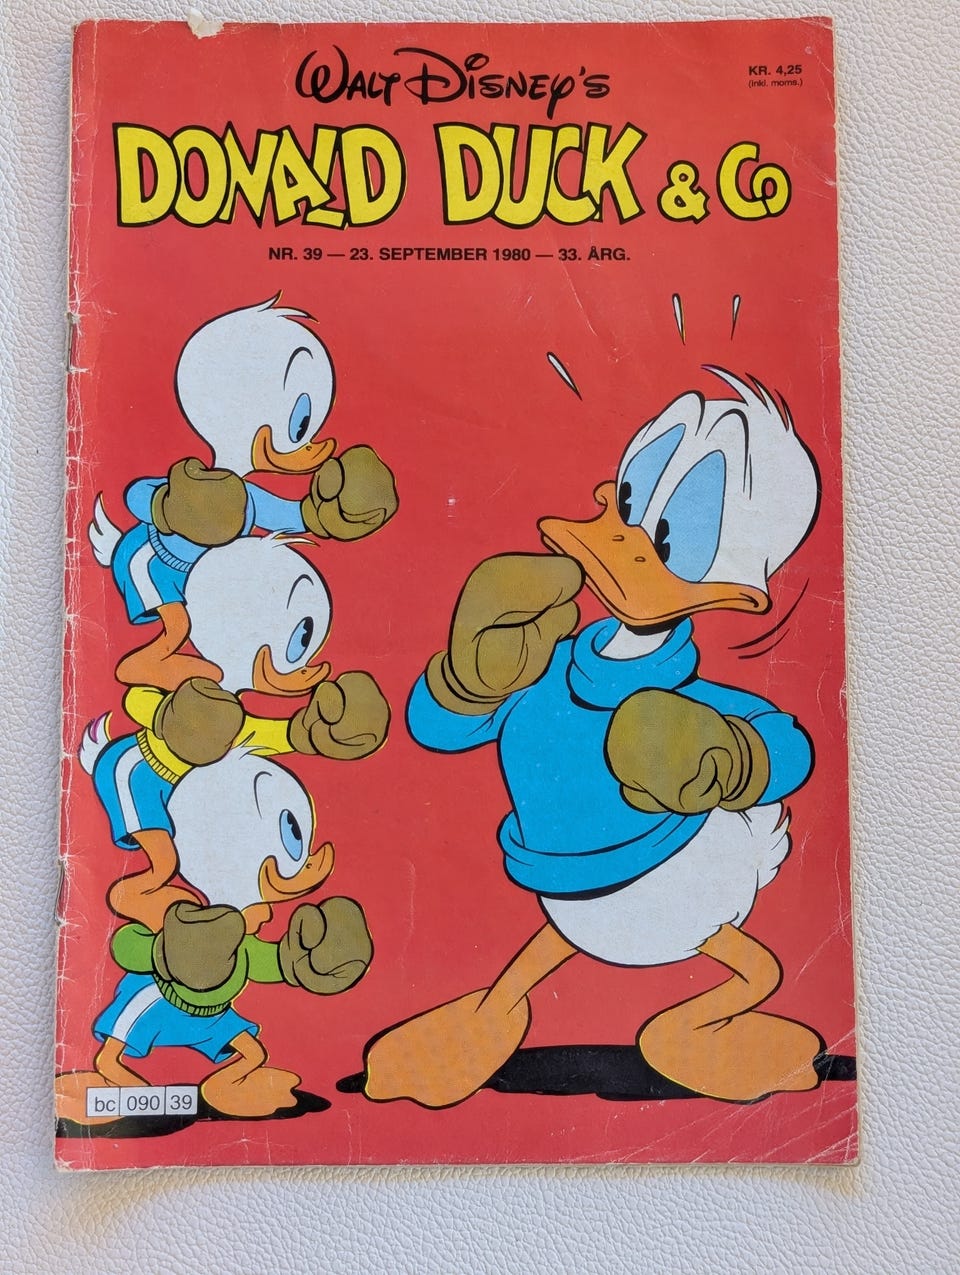 WALT DISNEY'S
KR. 4,25
(inkl. moms.)
DONALD DUCK & Co
NR. 39 — 23. SEPTEMBER 1980 — 33. ÅRG.
bc 090 39